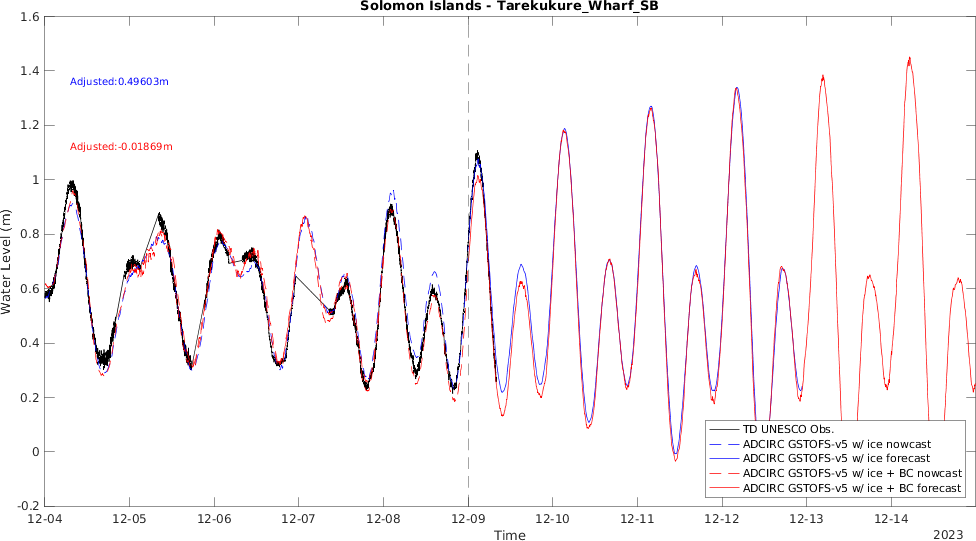 Solomon Islands - Tarekukure_Wharf_SB
1.6
1.4
1.2
1
0.8
0.6
0.4
0.2
0
-0.2
Water Level (m)
Adjusted:0.49603m
Adjusted:-0.01869m
TD UNESCO Obs.
ADCIRC GSTOFS-v5 w/ ice nowcast
ADCIRC GSTOFS-v5 w/ ice forecast
ADCIRC GSTOFS-v5 w/ ice + BC nowcast
ADCIRC GSTOFS-v5 w/ ice + BC forecast
12-04 12-05 12-06 12-07 12-08 12-09 12-10 12-11 12-12 12-13 12-14
Time
2023